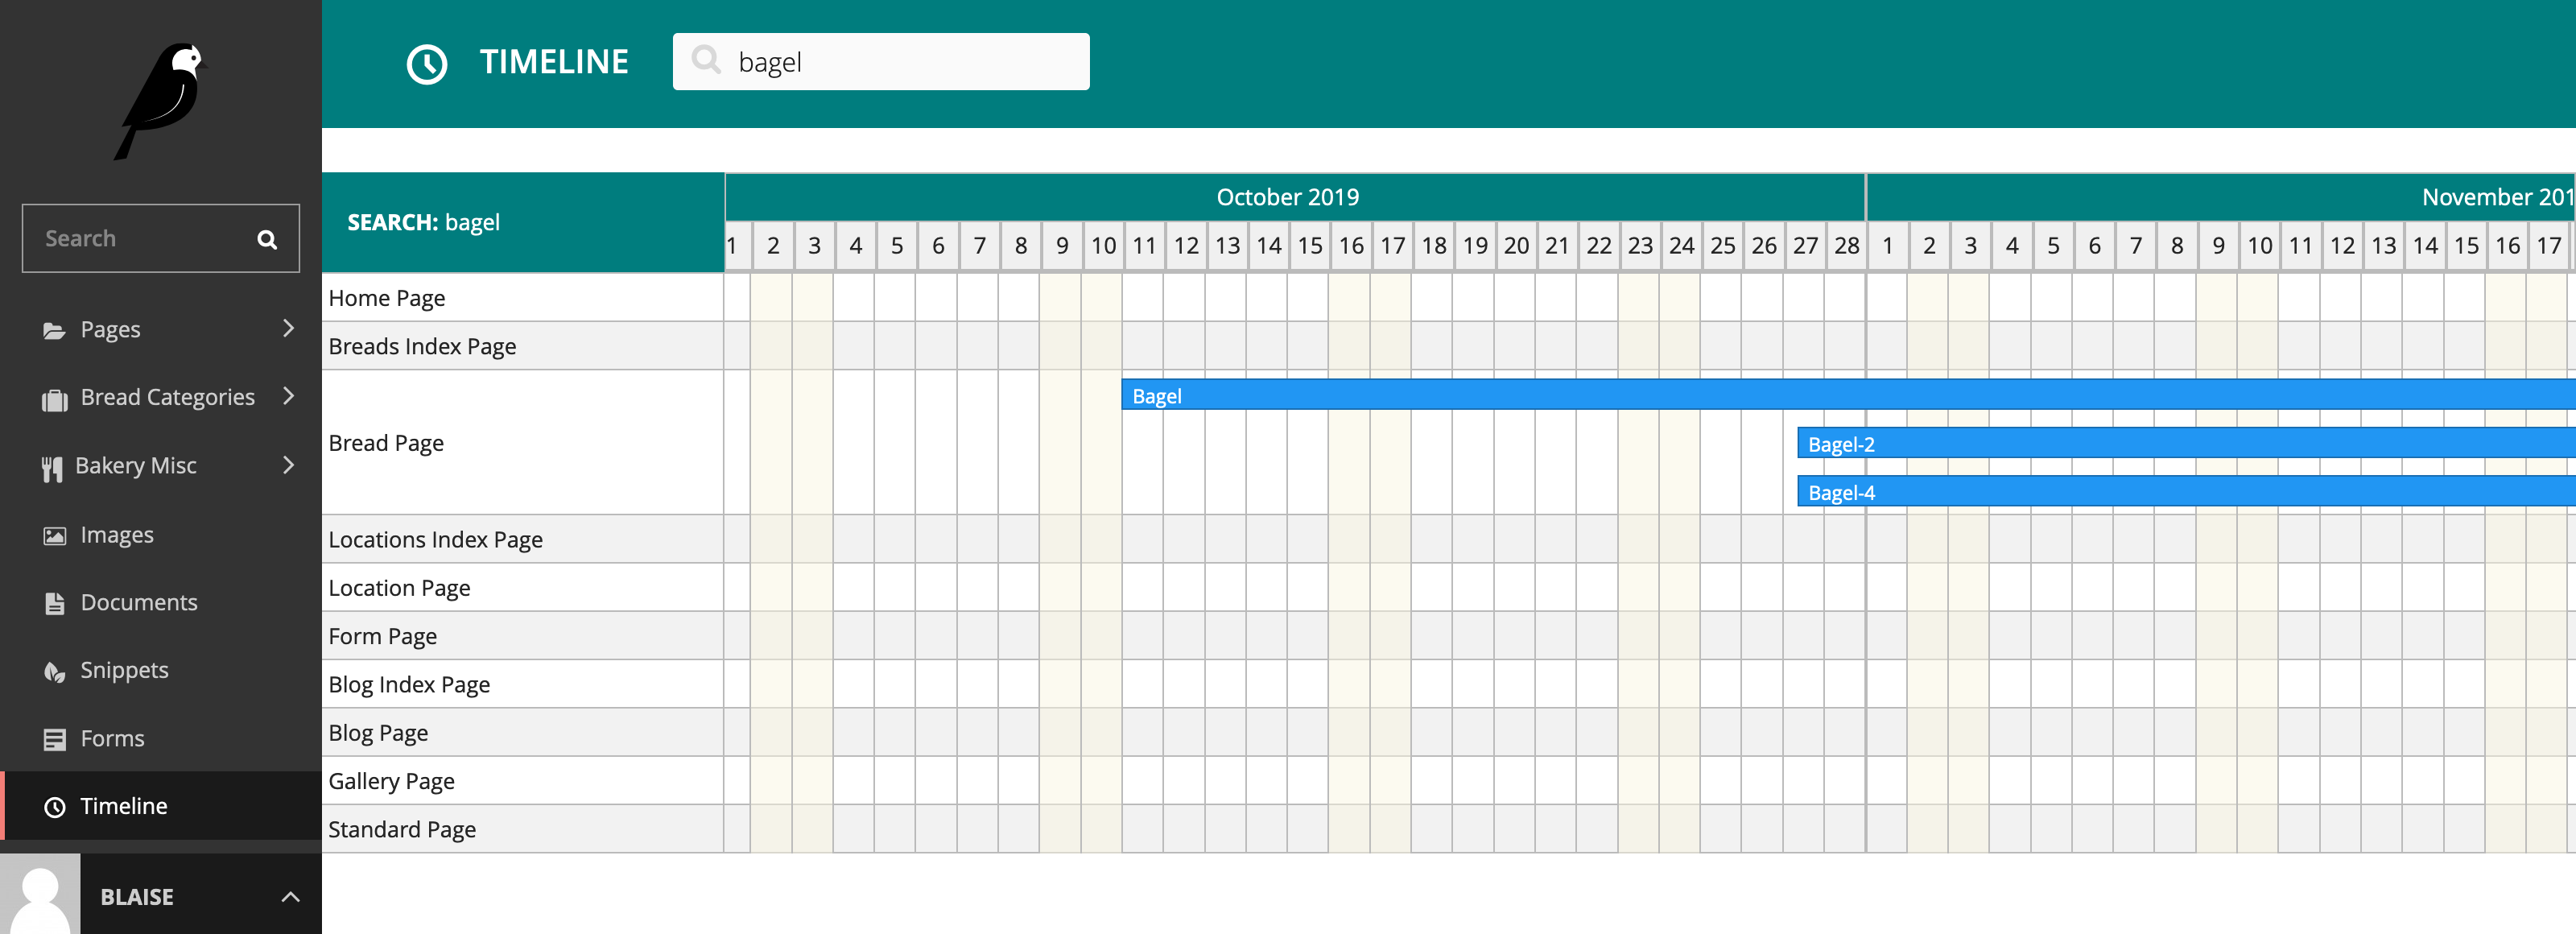 TIMELINE
bagel
Search
Pages
Bread Categories
Bakery Misc
Images
Documents
Snippets
Forms
Timeline
BLAISE
SEARCH: bagel
October 2019
November 201
1 2 3 4 5 6 7 8 9 10 11 12 13 14 15 16 17 18 19 20 21 22 23 24 25 26 27 28 1 2 3 4 5 6 7 8 9 10 11 12 13 14 15 16 17
Home Page
Breads Index Page
Bread Page
Bagel
Bagel-2
Bagel-4
Locations Index Page
Location Page
Form Page
Blog Index Page
Blog Page
Gallery Page
Standard Page